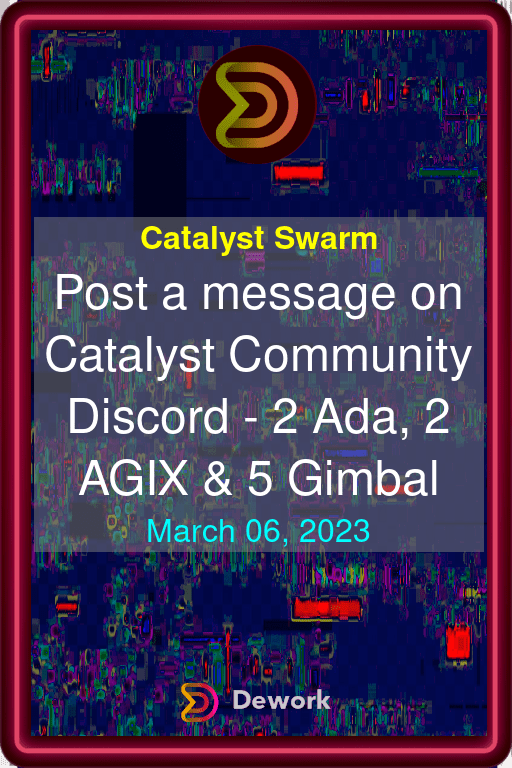 Catalyst Swarm
Post a message on
Catalyst Community
Discord - 2 Ada, 2
AGIX & 5 Gimbal
March 06, 2023
Dework